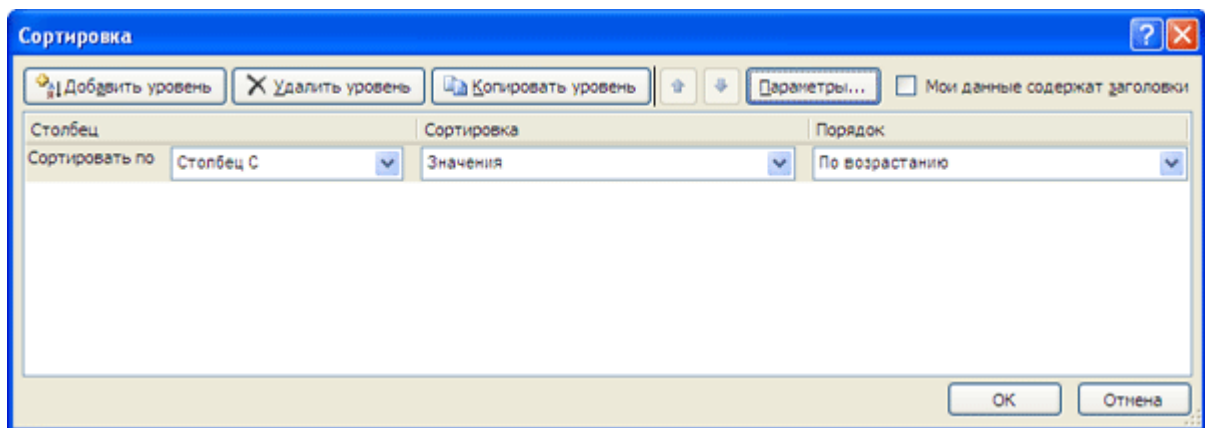 Сортировка
Добавить уровень Удалить уровень Копировать уровень Параметры... Мои данные содержат заголовки
Столбец Сортировка Порядок
Сортировать по Столбец C Значения По возрастанию
ОК Отмена